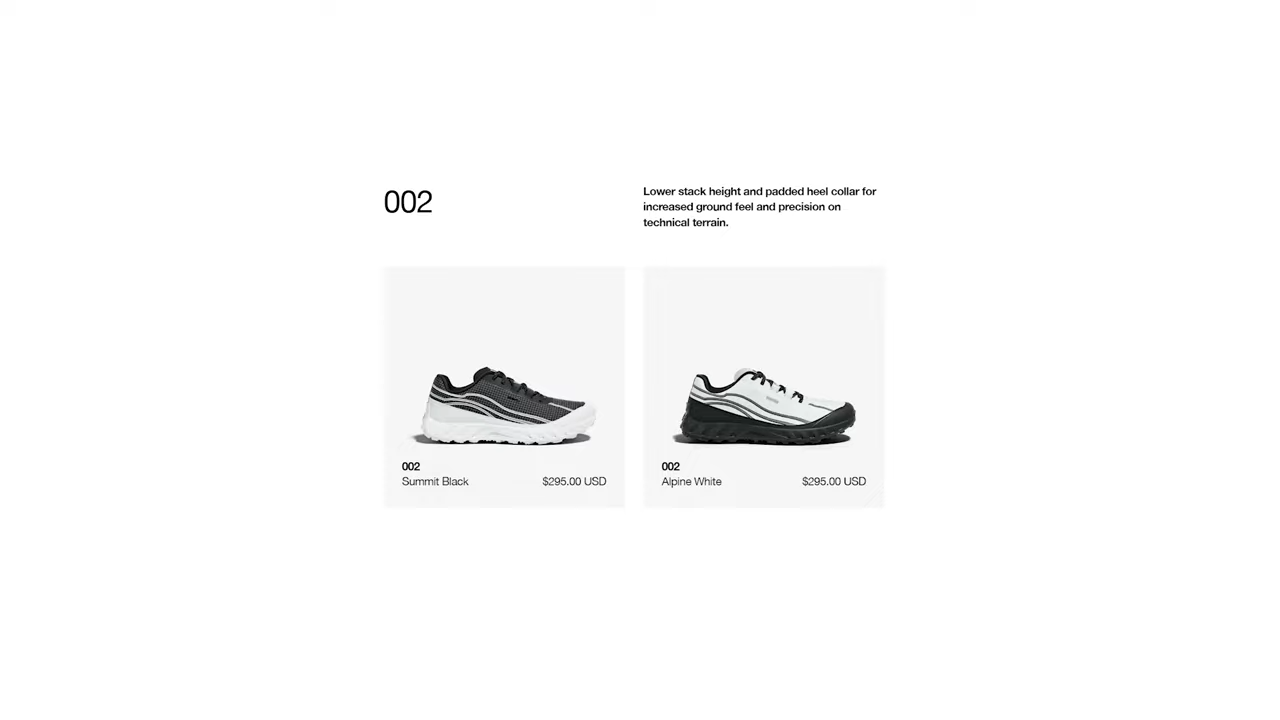 002
Lower stack height and padded heel collar for
increased ground feel and precision on
technical terrain.
002
Summit Black $295.00 USD
002
Alpine White $295.00 USD